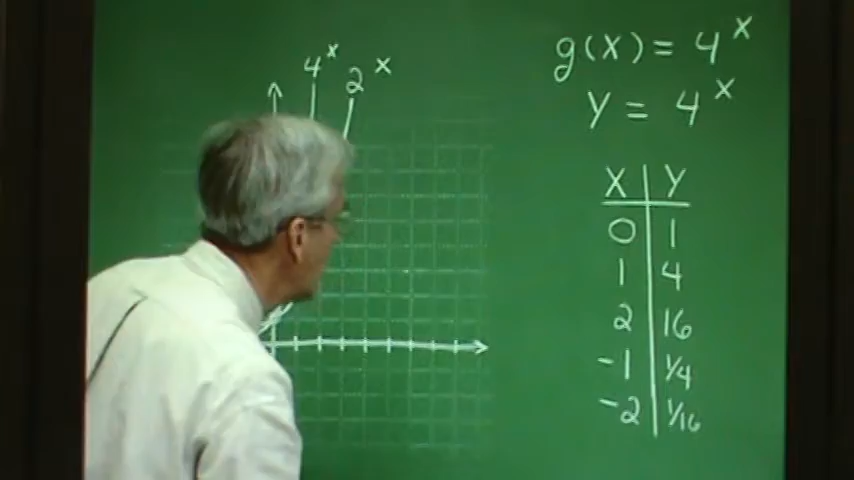 4^x 2^x
g(x) = 4^x
y = 4^x
X Y
0 1
1 4
2 16
-1 1/4
-2 1/16